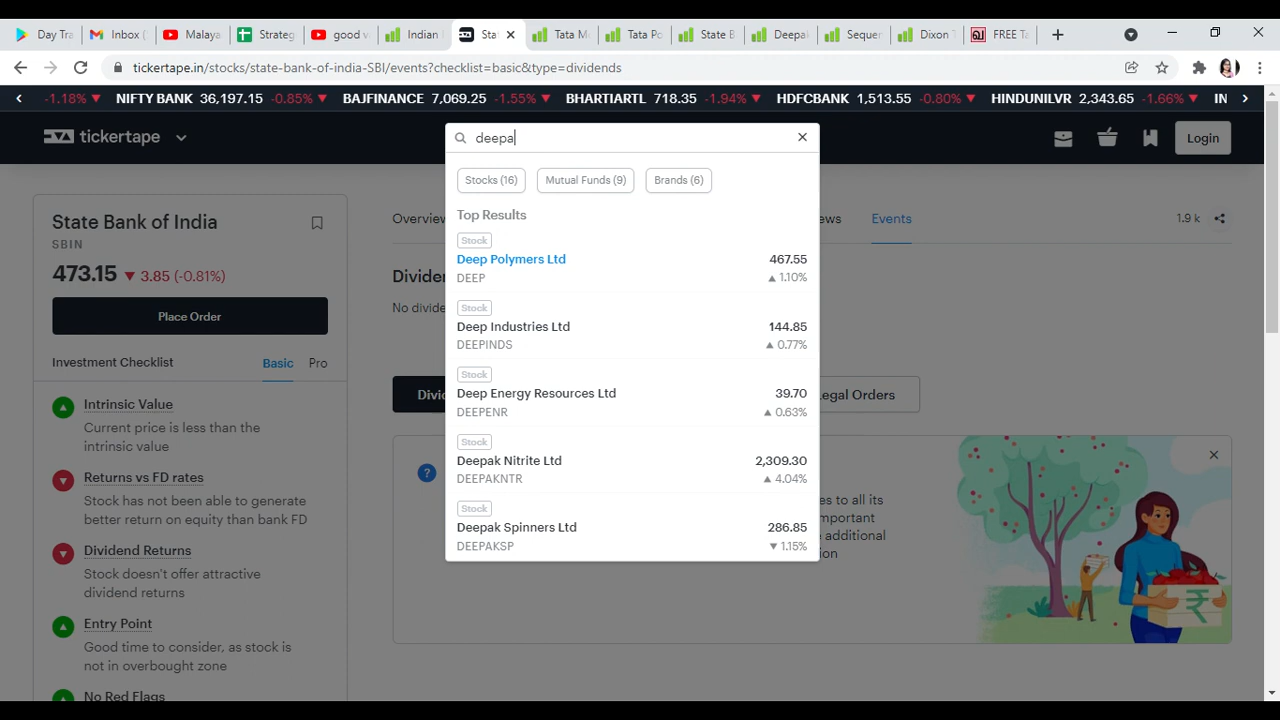 Day Tra
Inbox (
Malaya
Strateg
good v
Indian
Sta
Tata M
Tata Po
State B
Deepak
Sequer
Dixon T
FREE Ta
tickertape.in/stocks/state-bank-of-india-SBI/events?checklist=basic&type=dividends
-1.18% ▼ NIFTY BANK 36,197.15 -0.85% ▼ BAJFINANCE 7,069.25 -1.55% ▼ BHARTIARTL 718.35 -1.94% ▼ HDFCBANK 1,513.55 -0.80% ▼ HINDUNILVR 2,343.65 -1.66% ▼ IN
tickertape
deepa
Login
Stocks (16) Mutual Funds (9) Brands (6)
Top Results
Stock
Deep Polymers Ltd 467.55
DEEP ▲ 1.10%
Stock
Deep Industries Ltd 144.85
DEEPINDS ▲ 0.77%
Stock
Deep Energy Resources Ltd 39.70
DEEPENR ▲ 0.63%
Stock
Deepak Nitrite Ltd 2,309.30
DEEPAKNTR ▲ 4.04%
Stock
Deepak Spinners Ltd 286.85
DEEPAKSP ▼ 1.15%
State Bank of India
SBIN
473.15 ▼ 3.85 (-0.81%)
Place Order
Investment Checklist Basic Pro
Intrinsic Value
Current price is less than the
intrinsic value
Returns vs FD rates
Stock has not been able to generate
better return on equity than bank FD
Dividend Returns
Stock doesn't offer attractive
dividend returns
Entry Point
Good time to consider, as stock is
not in overbought zone
No Red Flags
Overview
ews Events 1.9 k
Divide
No divide
Divid
Legal Orders
?
es to all its
mportant
e additional
ion
₹